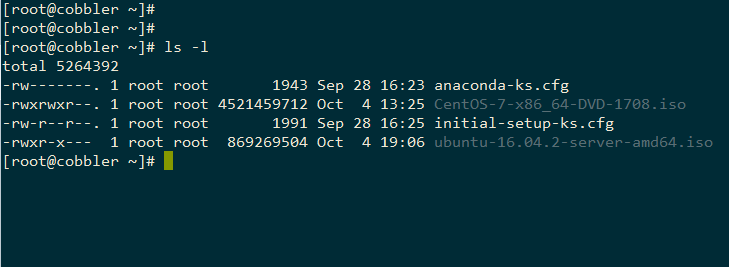 [root@cobbler ~]#
[root@cobbler ~]#
[root@cobbler ~]# ls -l
total 5264392
-rw-------. 1 root root       1943 Sep 28 16:23 anaconda-ks.cfg
-rwxrwxr--. 1 root root 4521459712 Oct  4 13:25 CentOS-7-x86_64-DVD-1708.iso
-rw-r--r--. 1 root root       1991 Sep 28 16:25 initial-setup-ks.cfg
-rwxr-x---  1 root root  869269504 Oct  4 19:06 ubuntu-16.04.2-server-amd64.iso
[root@cobbler ~]#